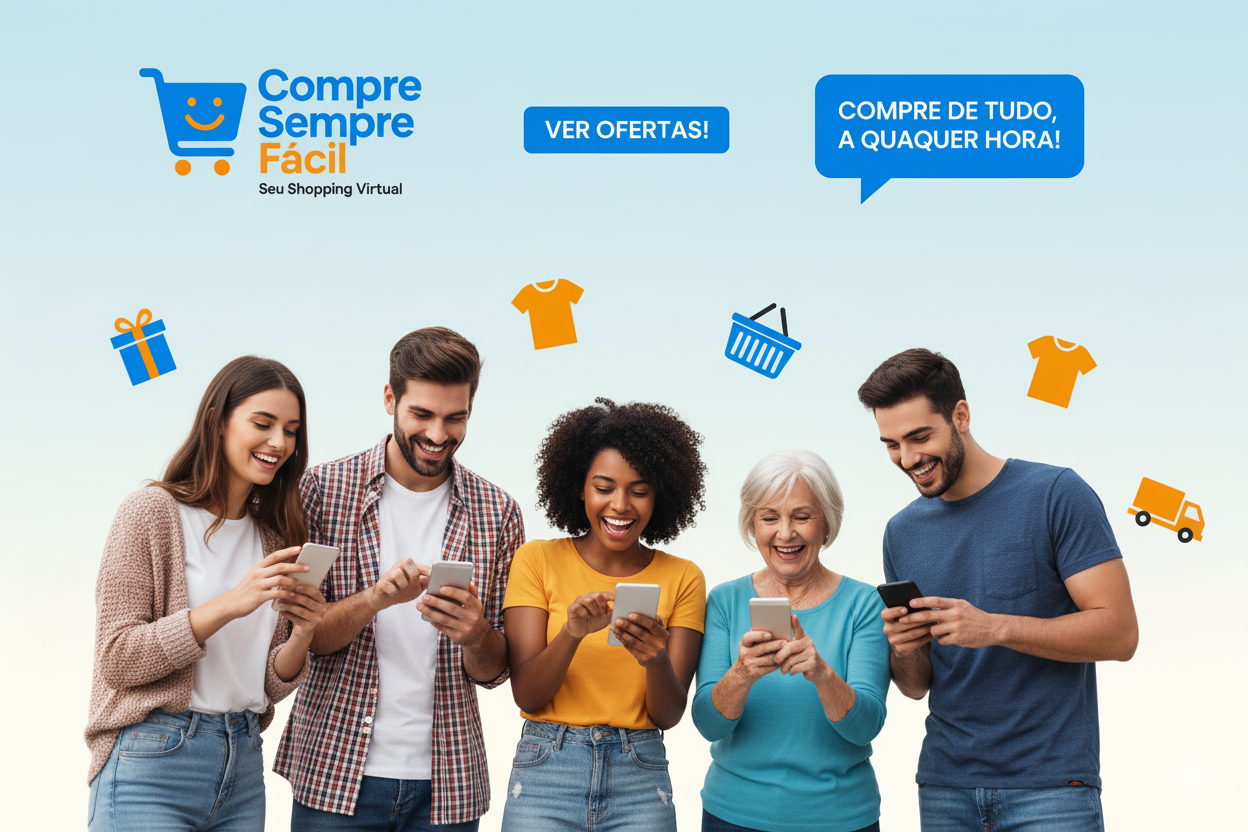 Compre
Sempre
Fácil
Seu Shopping Virtual
VER OFERTAS!
COMPRE DE TUDO,
A QUAQUER HORA!